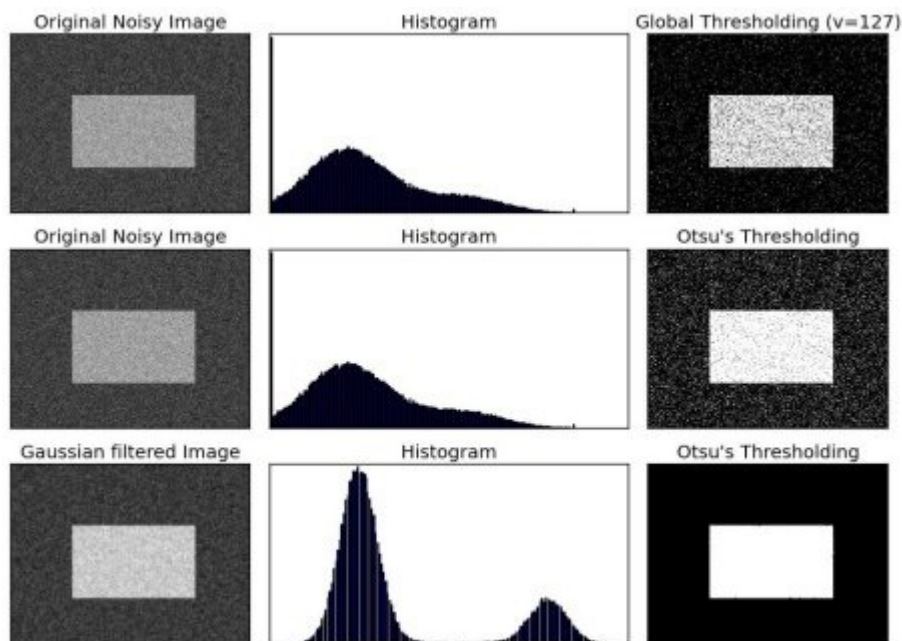 Original Noisy Image
Histogram
Global Thresholding (v=127)
Original Noisy Image
Histogram
Otsu's Thresholding
Gaussian filtered Image
Histogram
Otsu's Thresholding